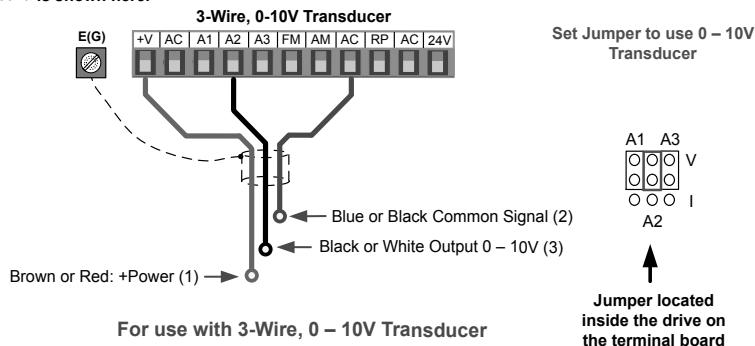 is shown here.
3-Wire, 0-10V Transducer
E(G)
+V AC A1 A2 A3 FM AM AC RP AC 24V
Set Jumper to use 0 – 10V
Transducer
A1 A3
V
I
A2
Blue or Black Common Signal (2)
Black or White Output 0 – 10V (3)
Brown or Red: +Power (1)
Jumper located
inside the drive on
the terminal board
For use with 3-Wire, 0 – 10V Transducer